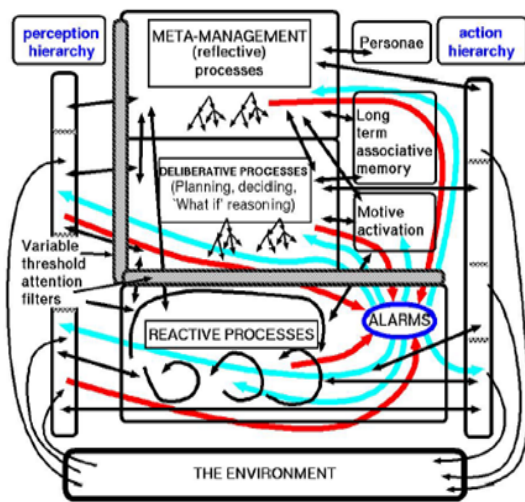 perception
hierarchy
META-MANAGEMENT
(reflective)
processes
Personae
action
hierarchy
Long
term
associative
memory
DELIBERATIVE PROCESSES
(Planning, deciding,
'What if' reasoning)
Motive
activation
Variable
threshold
attention
filters
REACTIVE PROCESSES
ALARMS
THE ENVIRONMENT